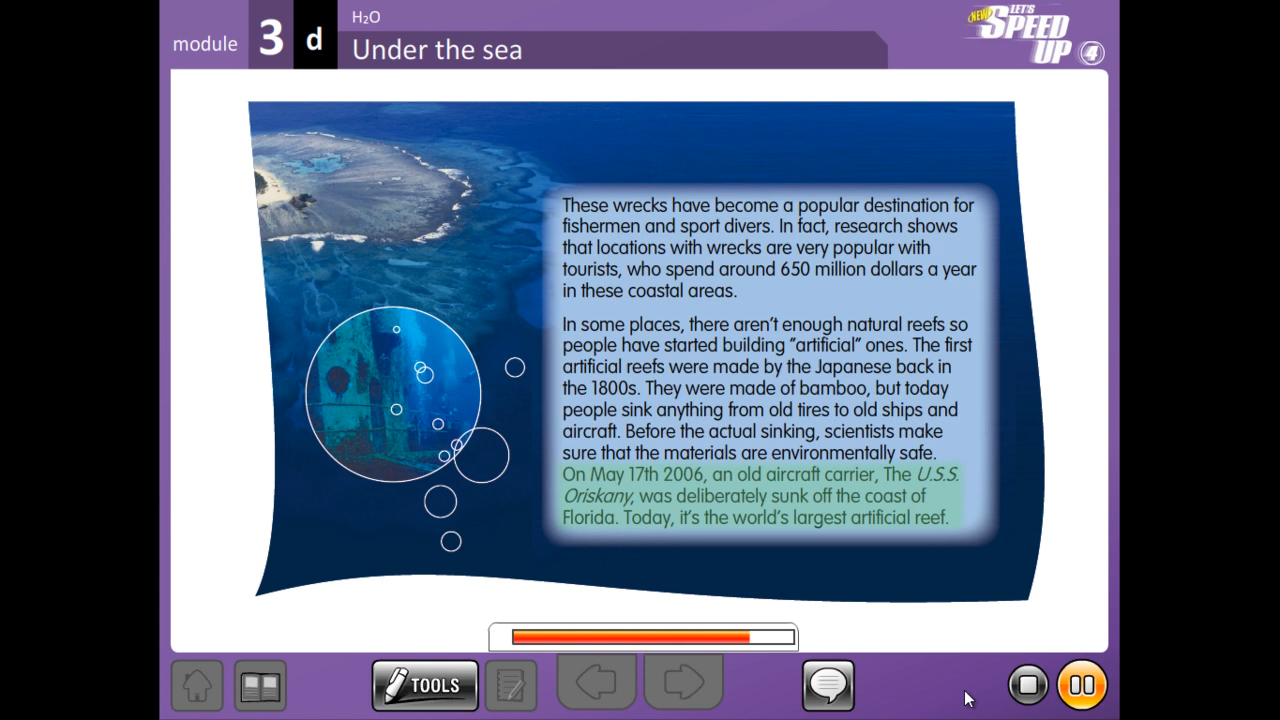 module 3 d
H₂O
Under the sea
NEW LET'S
SPEED
UP 4
These wrecks have become a popular destination for
fishermen and sport divers. In fact, research shows
that locations with wrecks are very popular with
tourists, who spend around 650 million dollars a year
in these coastal areas.
In some places, there aren't enough natural reefs so
people have started building “artificial” ones. The first
artificial reefs were made by the Japanese back in
the 1800s. They were made of bamboo, but today
people sink anything from old tires to old ships and
aircraft. Before the actual sinking, scientists make
sure that the materials are environmentally safe.
On May 17th 2006, an old aircraft carrier, The U.S.S.
Oriskany, was deliberately sunk off the coast of
Florida. Today, it's the world's largest artificial reef.
TOOLS